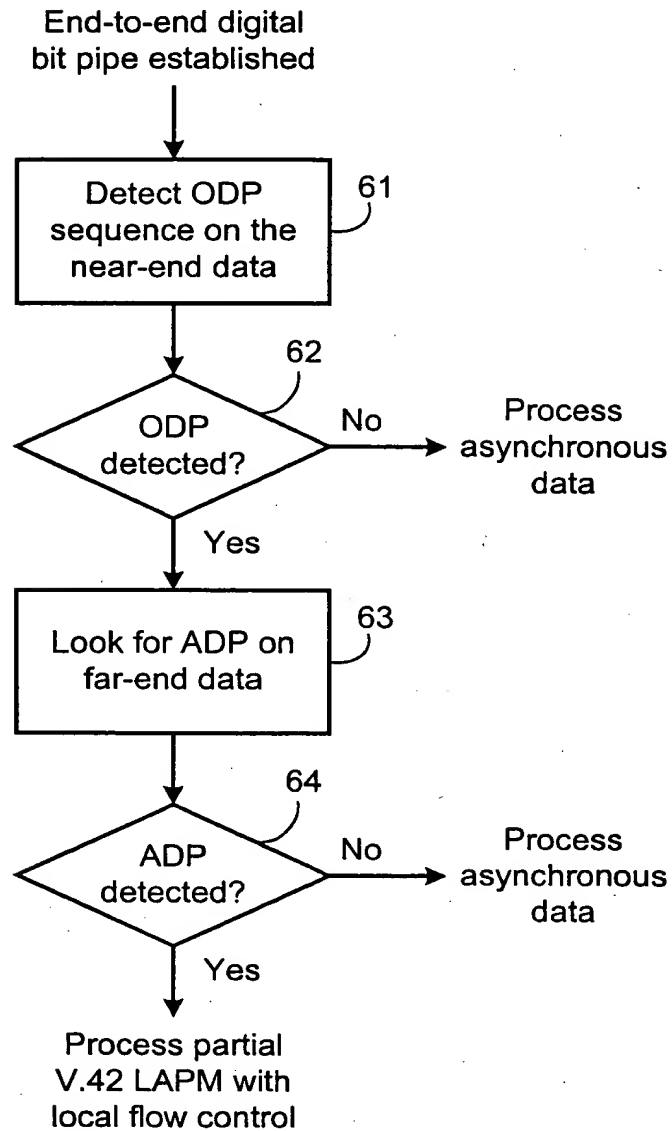 End-to-end digital
bit pipe established
Detect ODP
sequence on the
near-end data
61
62
ODP
detected?
No
Process
asynchronous
data
Yes
Look for ADP on
far-end data
63
64
ADP
detected?
No
Process
asynchronous
data
Yes
Process partial
V.42 LAPM with
local flow control